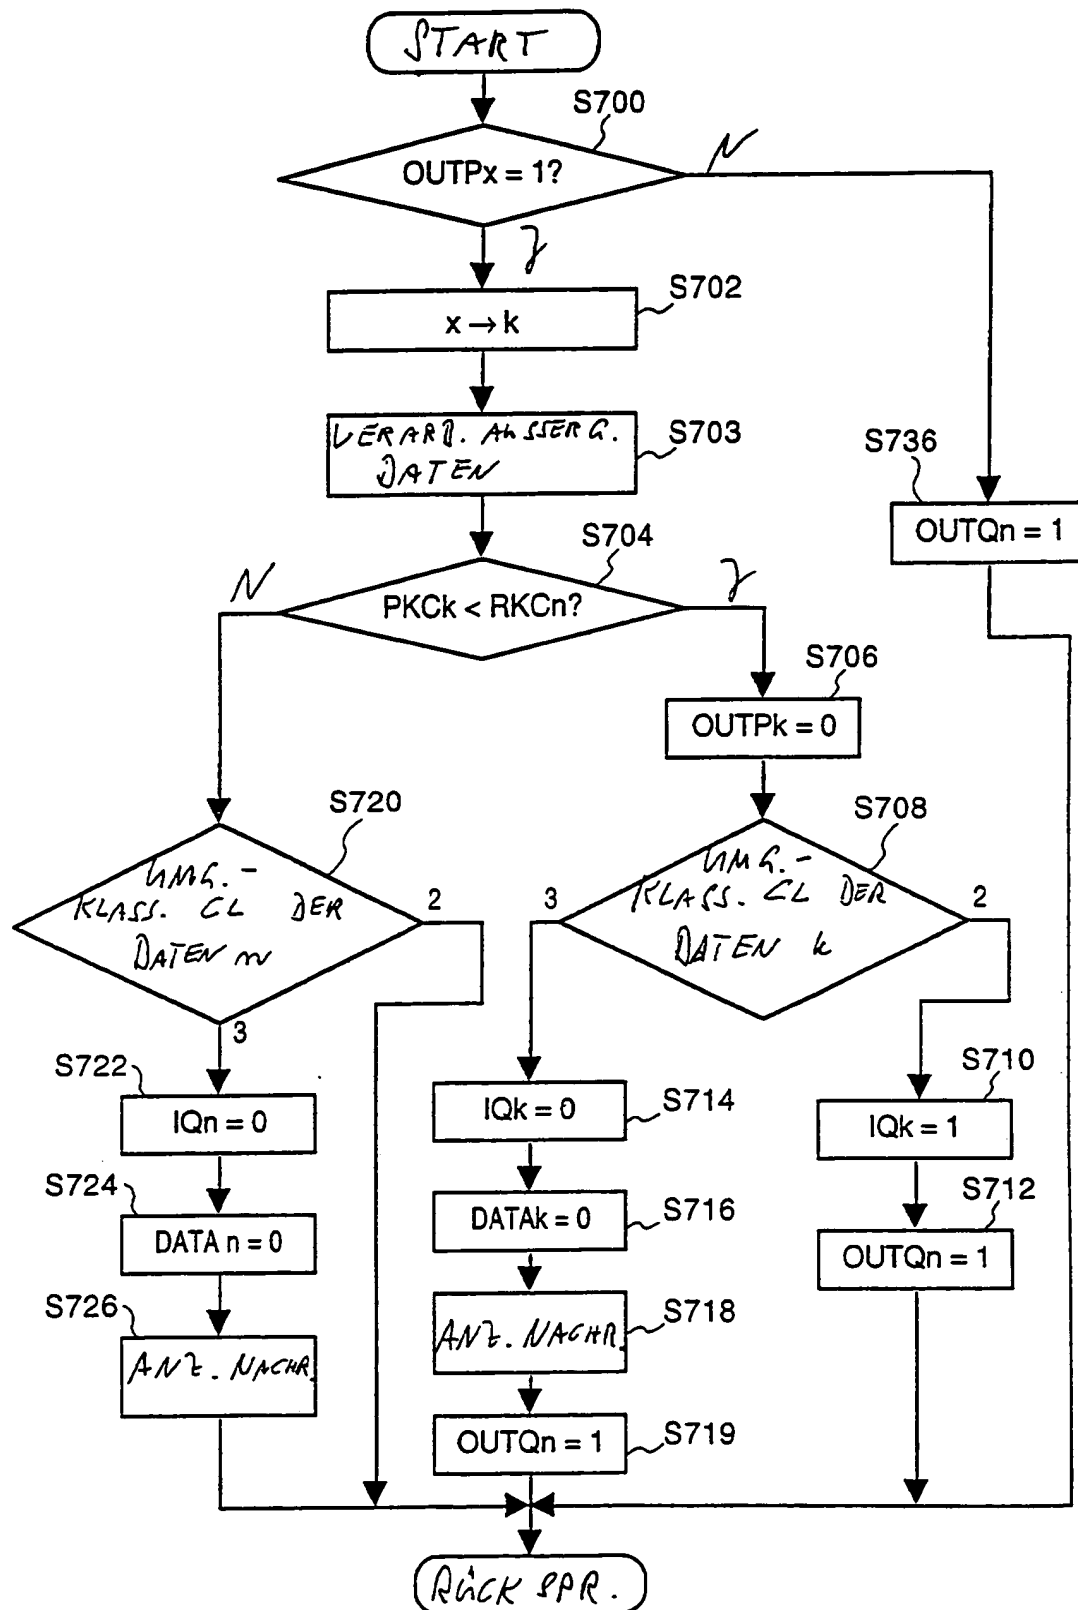 START
S700
OUTPx = 1?
N
J
S702
x → k
VERARB. AUSSERG.
DATEN
S703
S736
OUTQn = 1
S704
N
PKCk < RKCn?
J
S706
OUTPk = 0
S720
UMG.-
KLASS. CL DER
DATEN n
2
3
S708
UMG.-
KLASS. CL DER
DATEN k
3
2
S722
IQn = 0
S714
IQk = 0
S710
IQk = 1
S724
DATA n = 0
S716
DATAk = 0
S712
OUTQn = 1
S726
ANZ. NACHR.
S718
ANZ. NACHR.
OUTQn = 1
S719
RÜCKSPR.